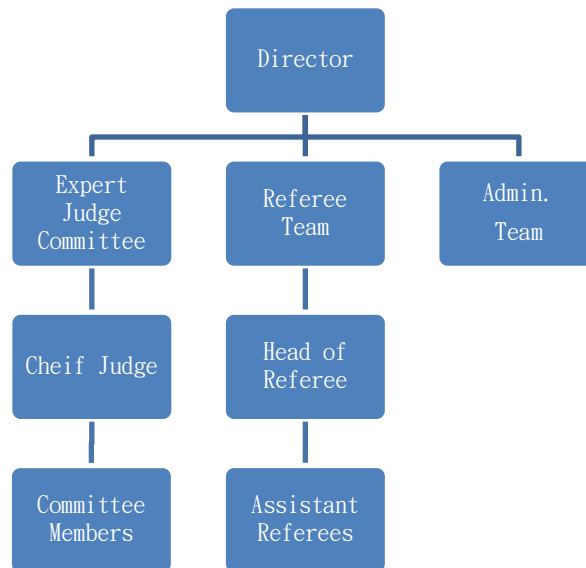 Director
Expert
Judge
Committee
Referee
Team
Admin.
Team
Cheif Judge
Head of
Referee
Committee
Members
Assistant
Referees